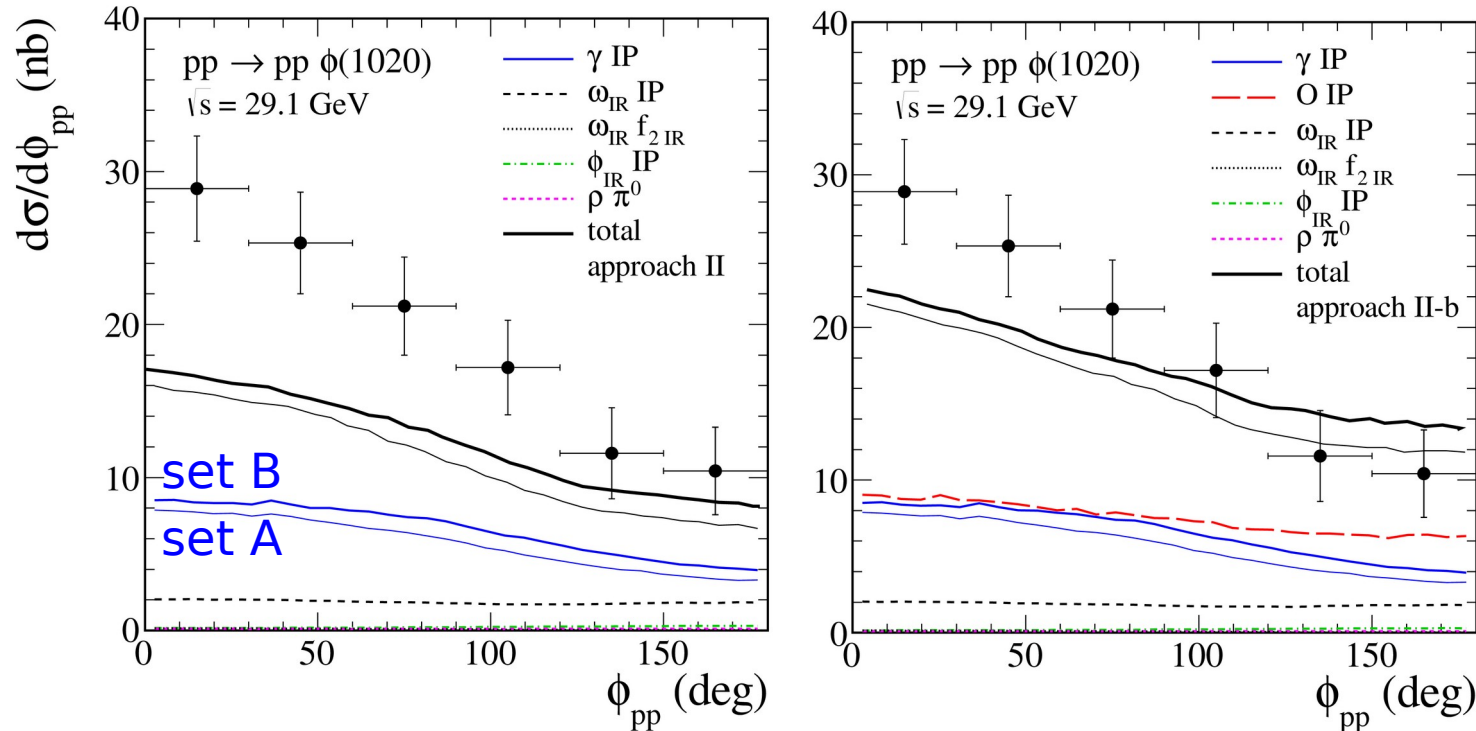 dσ/dϕpp (nb)
40
30
20
10
0
pp → pp ϕ(1020)
√s = 29.1 GeV
γ IP
ωIR IP
ωIR f2 IR
ϕIR IP
ρ π0
total
approach II
set B
set A
0 50 100 150
ϕpp (deg)
40
30
20
10
0
pp → pp ϕ(1020)
√s = 29.1 GeV
γ IP
O IP
ωIR IP
ωIR f2 IR
ϕIR IP
ρ π0
total
approach II-b
0 50 100 150
ϕpp (deg)